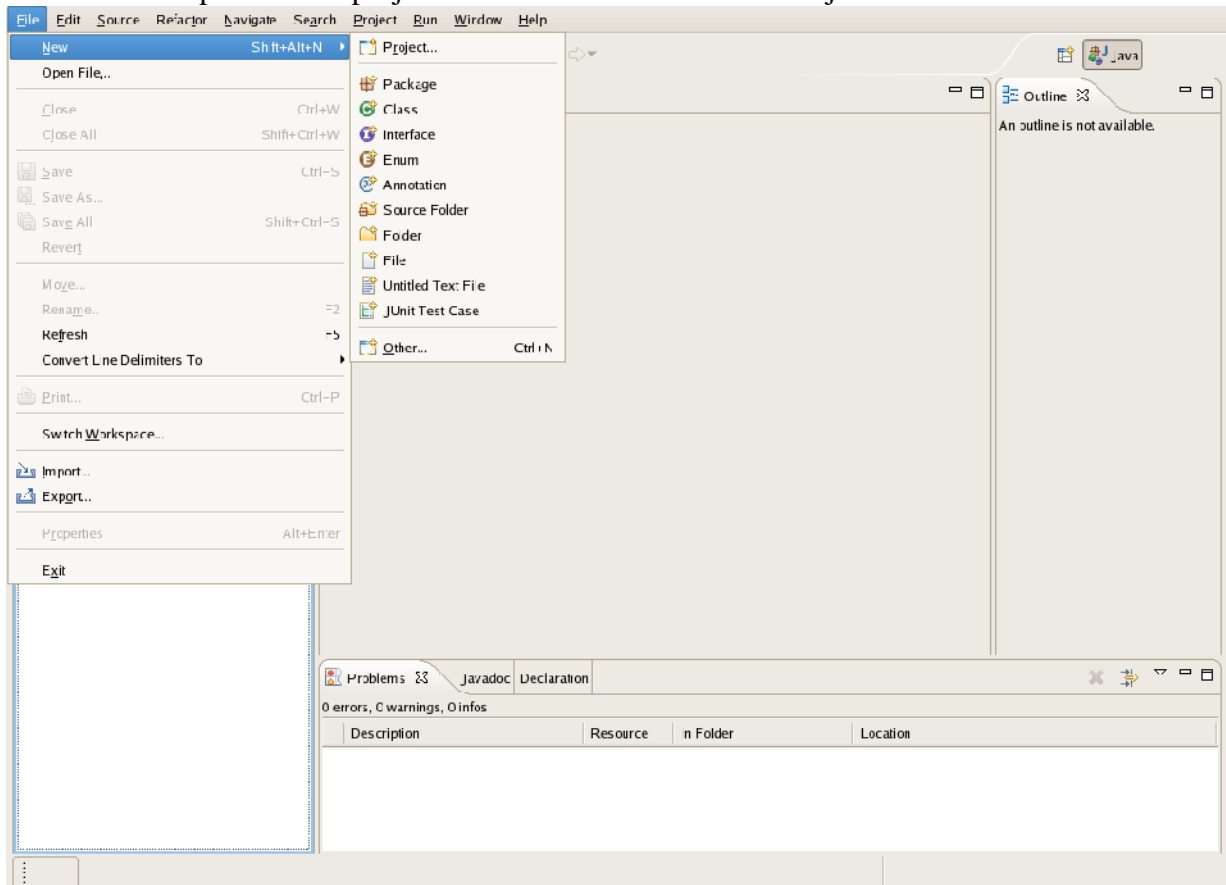 File Edit Source Refactor Navigate Search Project Run Window Help
New Shift+Alt+N
Open File...
Close Ctrl+W
Close All Shift+Ctrl+W
Save Ctrl-S
Save As...
Save All Shift+Ctrl-S
Revert
Move...
Rename... F2
Refresh F5
Convert Line Delimiters To
Print... Ctrl-P
Switch Workspace...
Import...
Export...
Properties Alt+Enter
Exit
Project...
Package
Class
Interface
Enum
Annotation
Source Folder
Folder
File
Untitled Text File
JUnit Test Case
Other... Ctrl+N
Java
Outline
An outline is not available.
Problems Javadoc Declaration
0 errors, 0 warnings, 0 infos
Description Resource In Folder Location